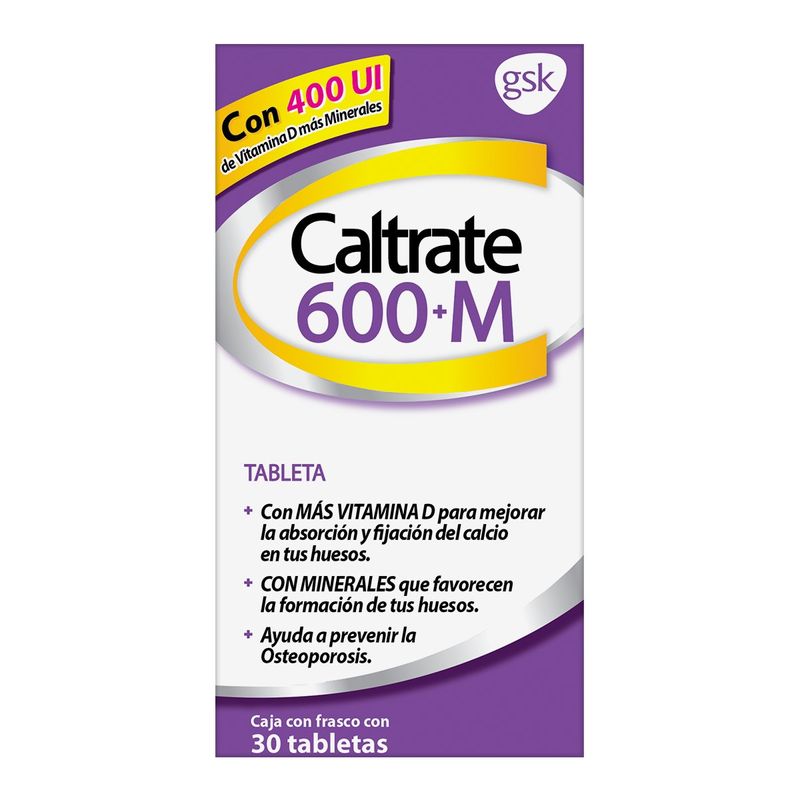 Con 400 UI
de Vitamina D más Minerales
gsk
Caltrate
600+M
TABLETA
+ Con MÁS VITAMINA D para mejorar
la absorción y fijación del calcio
en tus huesos.
+ CON MINERALES que favorecen
la formación de tus huesos.
+ Ayuda a prevenir la
Osteoporosis.
Caja con frasco con
30 tabletas